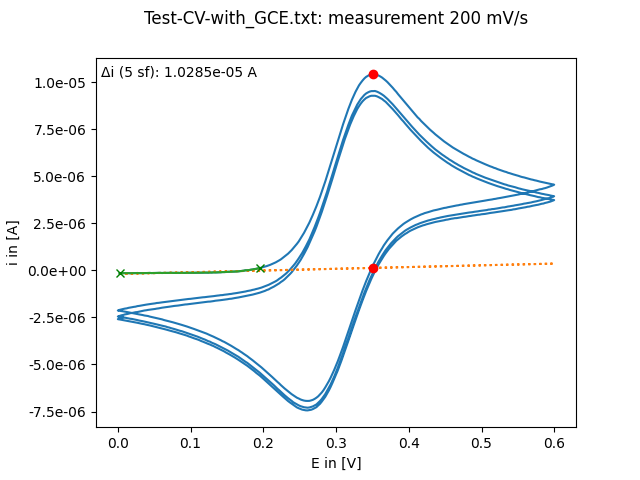 Test-CV-with_GCE.txt: measurement 200 mV/s
Δi (5 sf): 1.0285e-05 A
1.0e-05
7.5e-06
5.0e-06
2.5e-06
0.0e+00
-2.5e-06
-5.0e-06
-7.5e-06
i in [A]
0.0 0.1 0.2 0.3 0.4 0.5 0.6
E in [V]